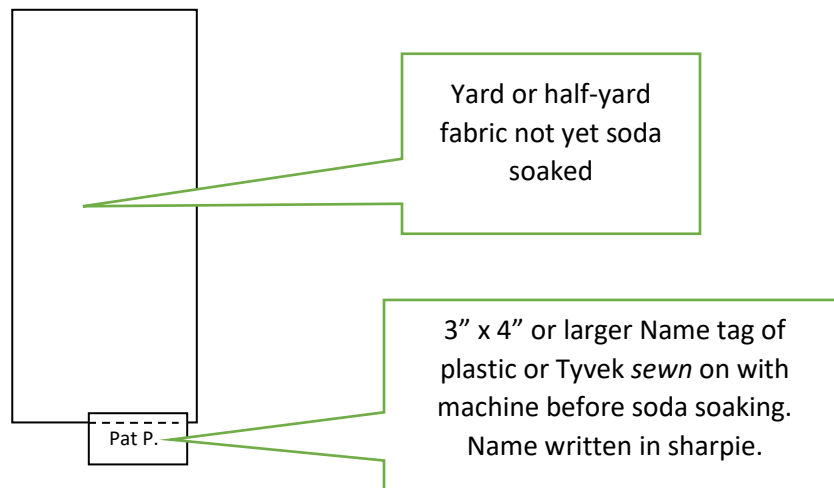 Yard or half-yard
fabric not yet soda
soaked
3” x 4” or larger Name tag of
plastic or Tyvek sewn on with
machine before soda soaking.
Name written in sharpie.
Pat P.